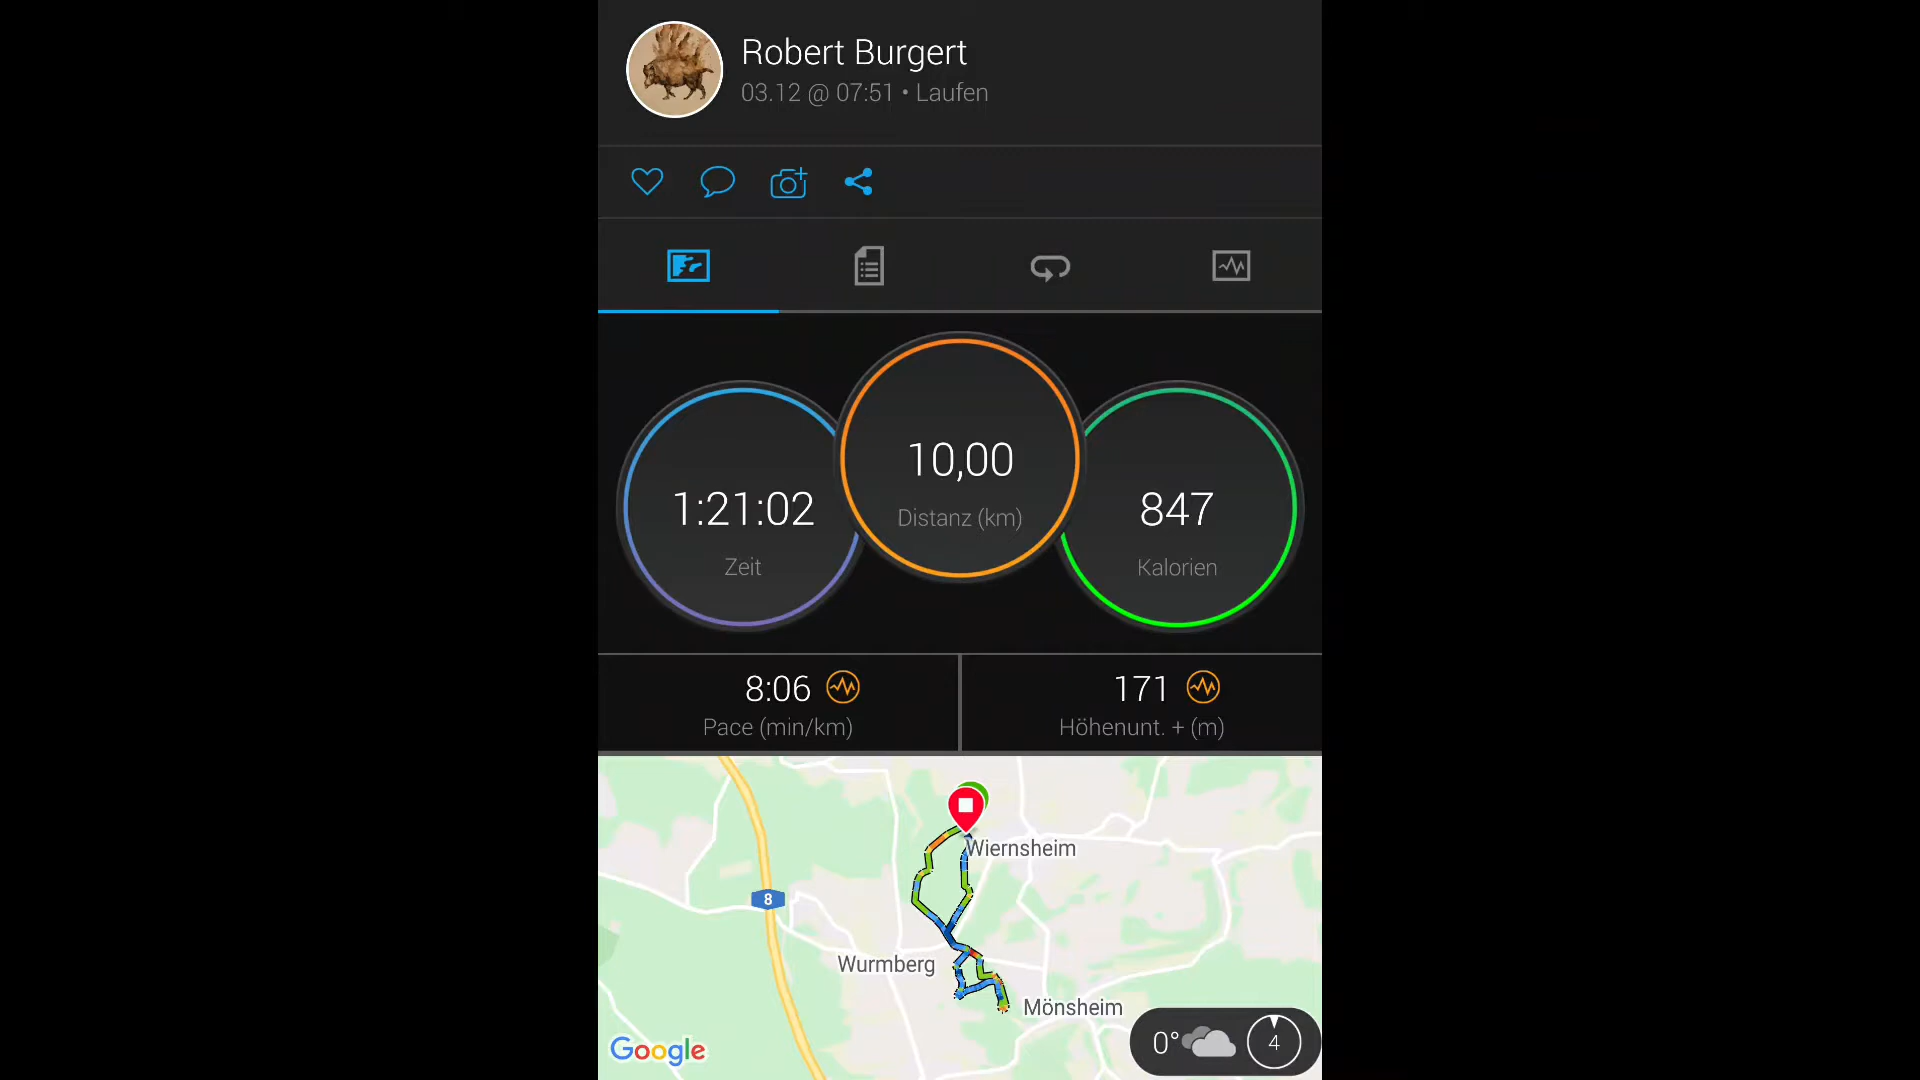 Robert Burgert
03.12 @ 07:51 • Laufen
1:21:02
Zeit
10,00
Distanz (km)
847
Kalorien
8:06
Pace (min/km)
171
Höhenunt. + (m)
Wiernsheim
8
Wurmberg
Mönsheim
Google
0°
4